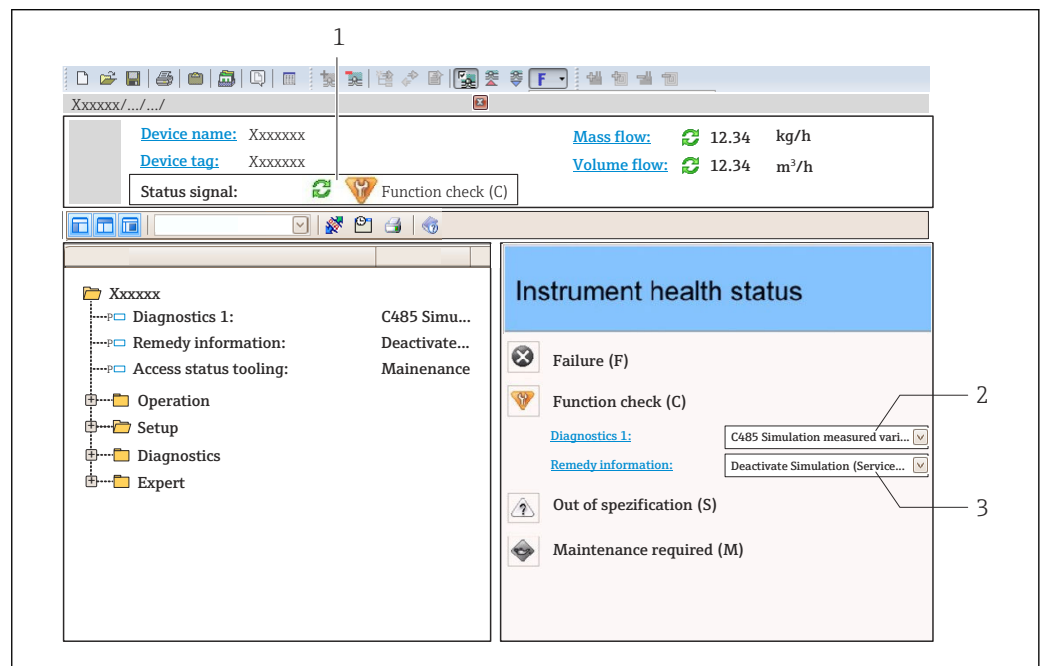 1
F
Xxxxxx/.../.../
Device name: Xxxxxxx
Mass flow: 12.34 kg/h
Device tag: Xxxxxxx
Volume flow: 12.34 m³/h
Status signal: Function check (C)
Xxxxxx
Diagnostics 1: C485 Simu...
Remedy information: Deactivate...
Access status tooling: Mainenance
Operation
Setup
Diagnostics
Expert
Instrument health status
Failure (F)
Function check (C)
2
Diagnostics 1: C485 Simulation measured vari...
Remedy information: Deactivate Simulation (Service...
Out of spezification (S)
3
Maintenance required (M)